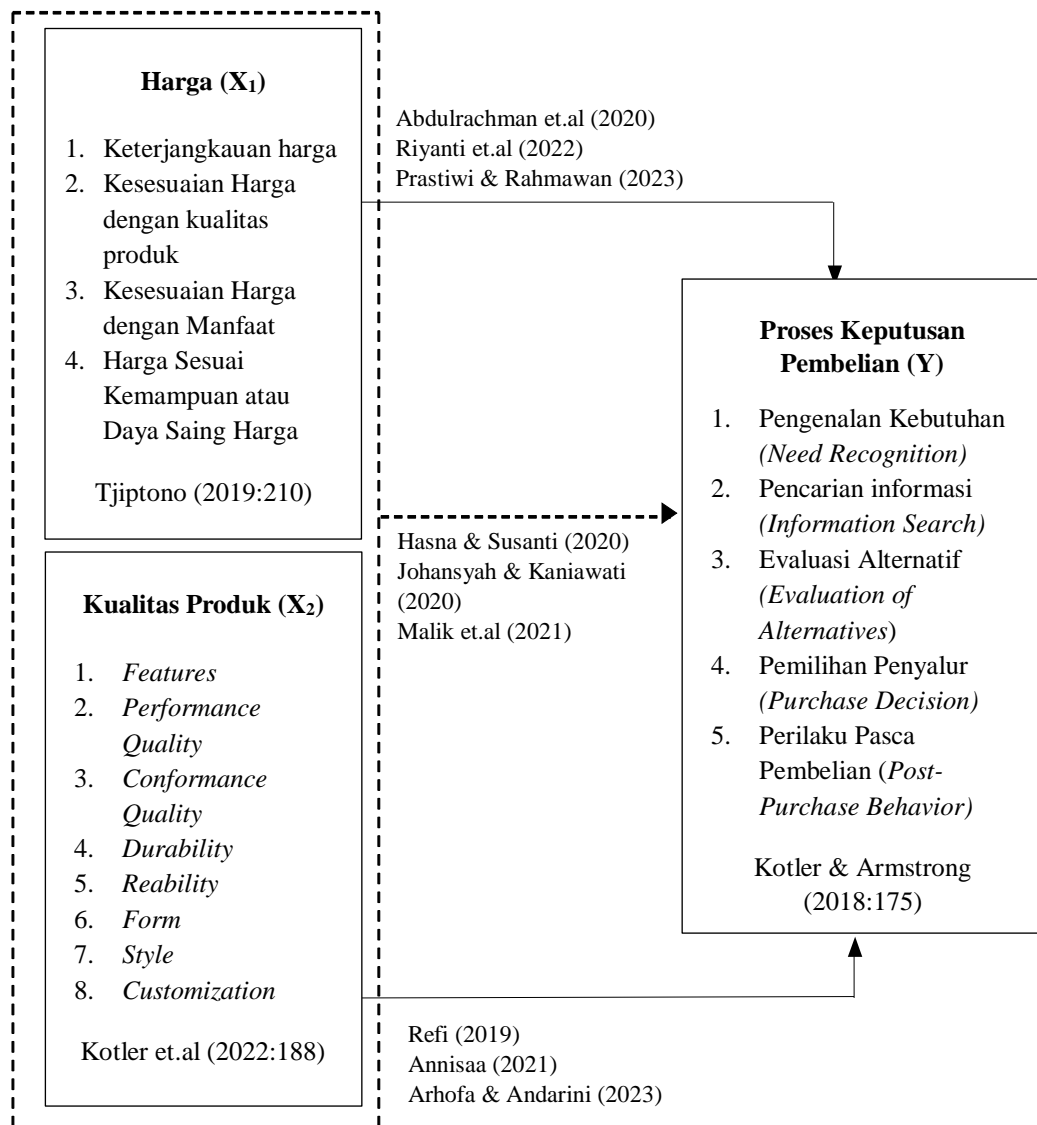 Harga (X₁)
1. Keterjangkauan harga
2. Kesesuaian Harga
dengan kualitas
produk
3. Kesesuaian Harga
dengan Manfaat
4. Harga Sesuai
Kemampuan atau
Daya Saing Harga
Tjiptono (2019:210)
Abdulrachman et.al (2020)
Riyanti et.al (2022)
Prastiwi & Rahmawan (2023)
Kualitas Produk (X₂)
1. Features
2. Performance
Quality
3. Conformance
Quality
4. Durability
5. Reability
6. Form
7. Style
8. Customization
Kotler et.al (2022:188)
Hasna & Susanti (2020)
Johansyah & Kaniawati
(2020)
Malik et.al (2021)
Refi (2019)
Annisaa (2021)
Arhofa & Andarini (2023)
Proses Keputusan
Pembelian (Y)
1. Pengenalan Kebutuhan
(Need Recognition)
2. Pencarian informasi
(Information Search)
3. Evaluasi Alternatif
(Evaluation of
Alternatives)
4. Pemilihan Penyalur
(Purchase Decision)
5. Perilaku Pasca
Pembelian (Post-
Purchase Behavior)
Kotler & Armstrong
(2018:175)